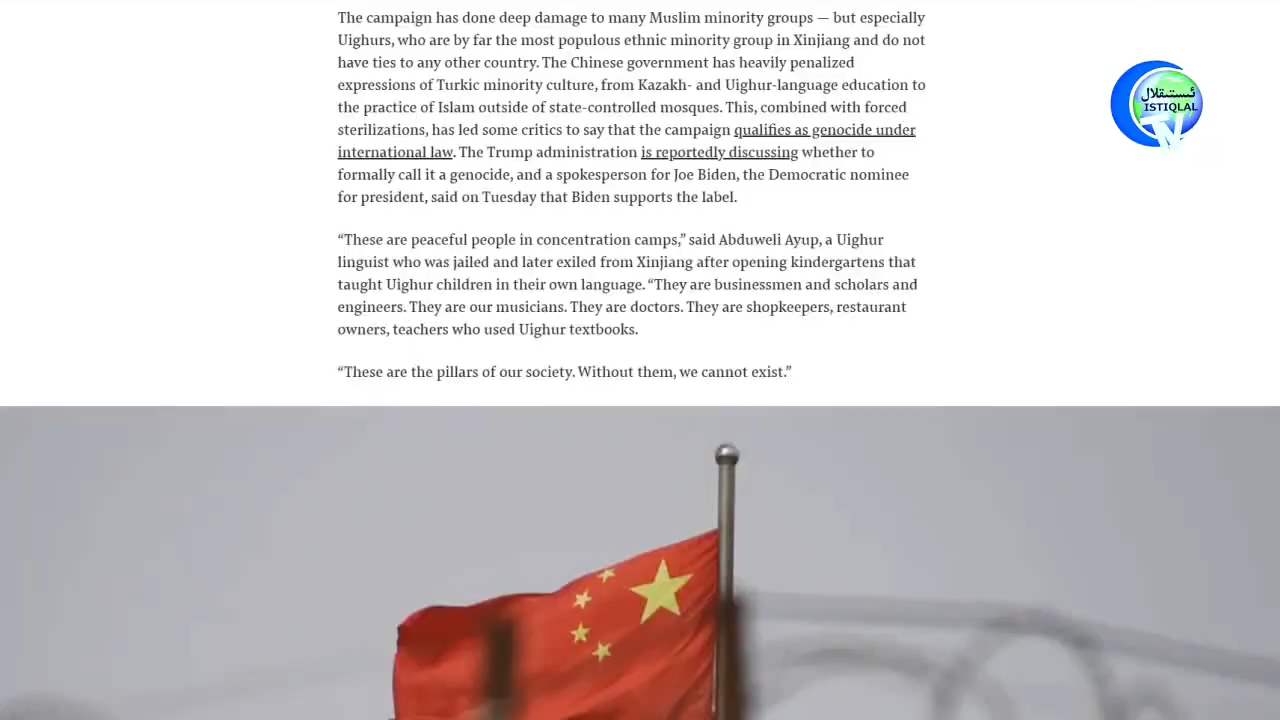 The campaign has done deep damage to many Muslim minority groups — but especially
Uighurs, who are by far the most populous ethnic minority group in Xinjiang and do not
have ties to any other country. The Chinese government has heavily penalized
expressions of Turkic minority culture, from Kazakh- and Uighur-language education to
the practice of Islam outside of state-controlled mosques. This, combined with forced
sterilizations, has led some critics to say that the campaign qualifies as genocide under
international law. The Trump administration is reportedly discussing whether to
formally call it a genocide, and a spokesperson for Joe Biden, the Democratic nominee
for president, said on Tuesday that Biden supports the label.
“These are peaceful people in concentration camps,” said Abduweli Ayup, a Uighur
linguist who was jailed and later exiled from Xinjiang after opening kindergartens that
taught Uighur children in their own language. “They are businessmen and scholars and
engineers. They are our musicians. They are doctors. They are shopkeepers, restaurant
owners, teachers who used Uighur textbooks.
“These are the pillars of our society. Without them, we cannot exist.”
ئىستىقلال
ISTIQLAL
TV